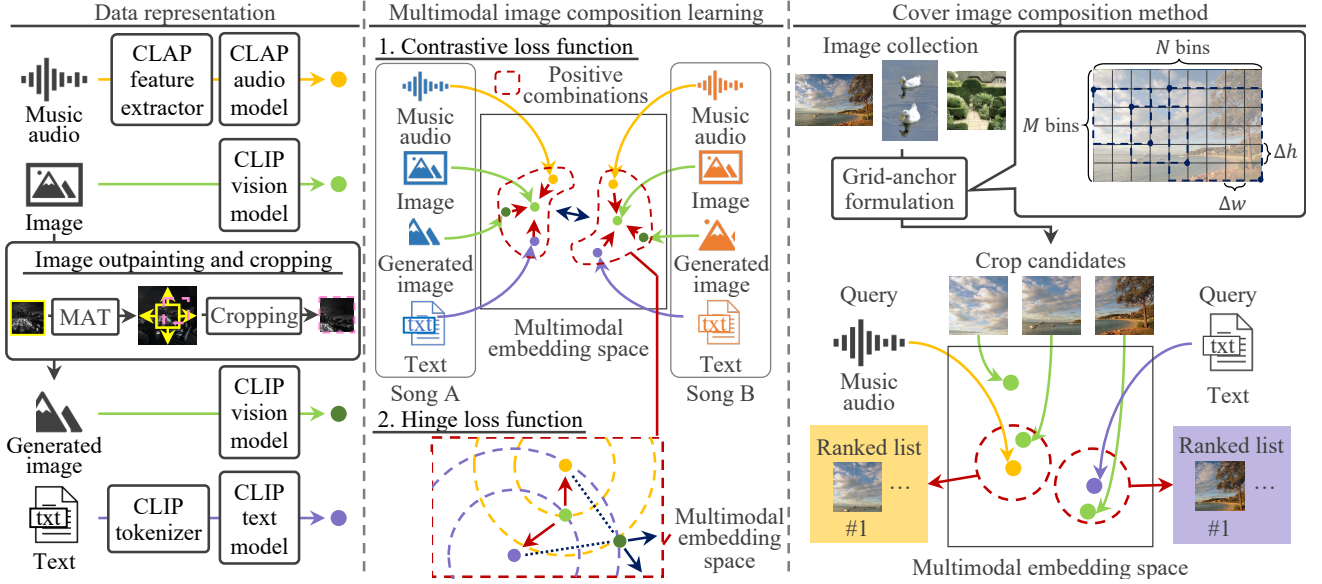 Data representation
CLAP
feature
extractor
CLAP
audio
model
Music
audio
CLIP
vision
model
Image
Image outpainting and cropping
MAT
Cropping
CLIP
vision
model
Generated
image
txt
Text
CLIP
tokenizer
CLIP
text
model
Multimodal image composition learning
1. Contrastive loss function
Music
audio
Image
Generated
image
txt
Text
Song A
Positive
combinations
Multimodal
embedding space
Music
audio
Image
Generated
image
txt
Text
Song B
2. Hinge loss function
Multimodal
embedding
space
Cover image composition method
Image collection
N bins
M bins
Δh
Δw
Grid-anchor
formulation
Crop candidates
Query
Music
audio
Query
txt
Text
Ranked list
...
#1
Ranked list
...
#1
Multimodal embedding space